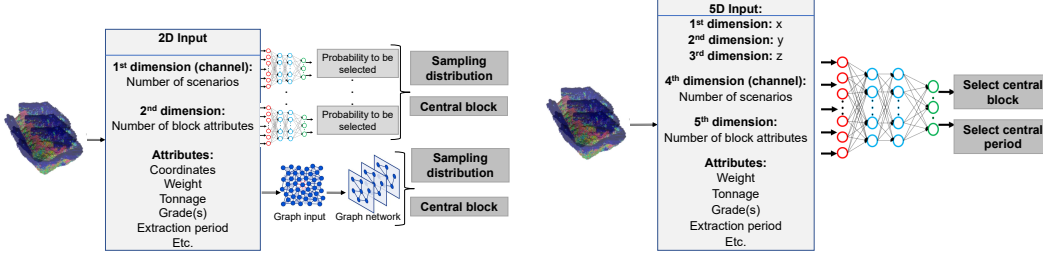 2D Input
1st dimension (channel):
Number of scenarios
2nd dimension:
Number of block attributes
Attributes:
Coordinates
Weight
Tonnage
Grade(s)
Extraction period
Etc.
Probability to be
selected
Probability to be
selected
Sampling
distribution
Central block
Graph input
Graph network
Sampling
distribution
Central block
5D Input:
1st dimension: x
2nd dimension: y
3rd dimension: z
4th dimension (channel):
Number of scenarios
5th dimension:
Number of block attributes
Attributes:
Weight
Tonnage
Grade(s)
Extraction period
Etc.
Select central
block
Select central
period